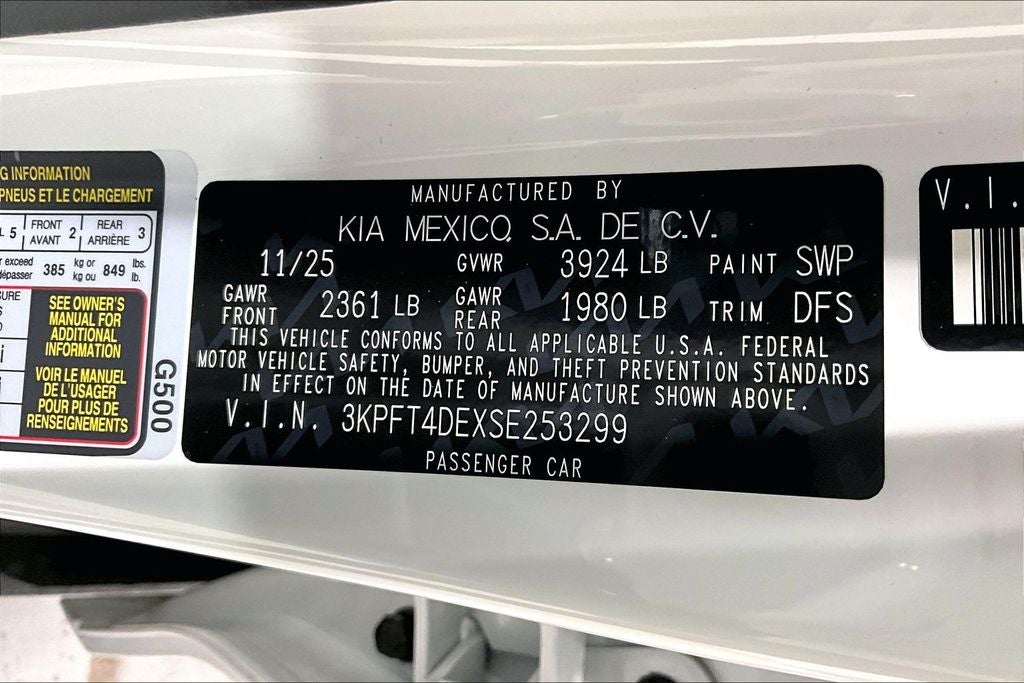 G INFORMATION
PNEUS ET LE CHARGEMENT
5 FRONT AVANT 2 REAR ARRIÈRE 3
exceed dépasser 385 kg or kg ou 849 lbs. lb.
SEE OWNER'S
MANUAL FOR
ADDITIONAL
INFORMATION
VOIR LE MANUEL
DE L'USAGER
POUR PLUS DE
RENSEIGNEMENTS
G500
MANUFACTURED BY
KIA MEXICO, S.A. DE C.V.
11/25 GVWR 3924 LB PAINT SWP
GAWR FRONT 2361 LB GAWR REAR 1980 LB TRIM DFS
THIS VEHICLE CONFORMS TO ALL APPLICABLE U.S.A. FEDERAL
MOTOR VEHICLE SAFETY, BUMPER, AND THEFT PREVENTION STANDARDS
IN EFFECT ON THE DATE OF MANUFACTURE SHOWN ABOVE.
V.I.N. 3KPFT4DEXSE253299
PASSENGER CAR
V.I.